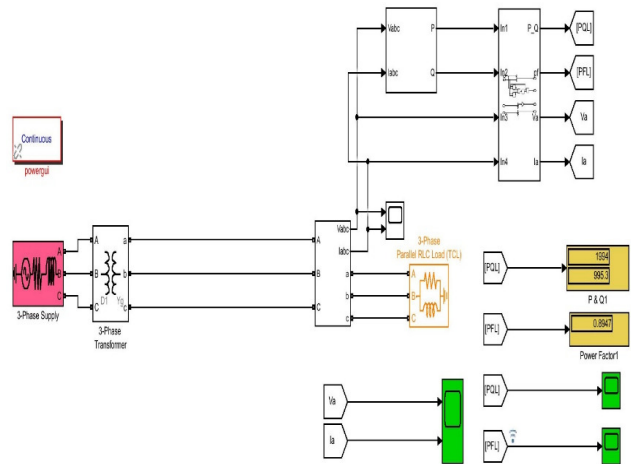 Vabc
P
In1
P_Q
[PQL]
Iabc
Q
In2
pf
[PFL]
In3
Va
Va
In4
Ia
Ia
Continuous
powergui
A
a
A
Vabc
Iabc
3-Phase
Parallel RLC Load (TCL)
A
B
b
B
a
A
B
b
B
C
c
C
c
C
D1
Yg
3-Phase Supply
3-Phase
Transformer
[PQL]
1994
995.3
P & Q1
[PFL]
0.8947
Power Factor1
Va
Ia
[PQL]
[PFL]